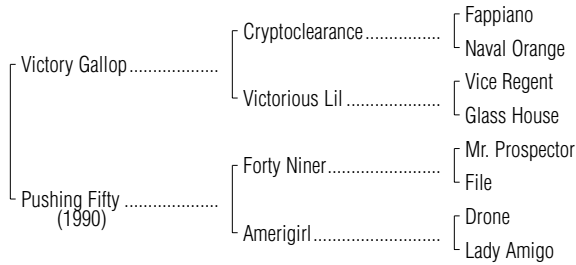 Fappiano
Cryptoclearance..................
Naval Orange
Victory Gallop.....................
Vice Regent
Victorious Lil ......................
Glass House
Mr. Prospector
Forty Niner...........................
File
Pushing Fifty ......................
(1990)
Drone
Amerigirl..............................
Lady Amigo